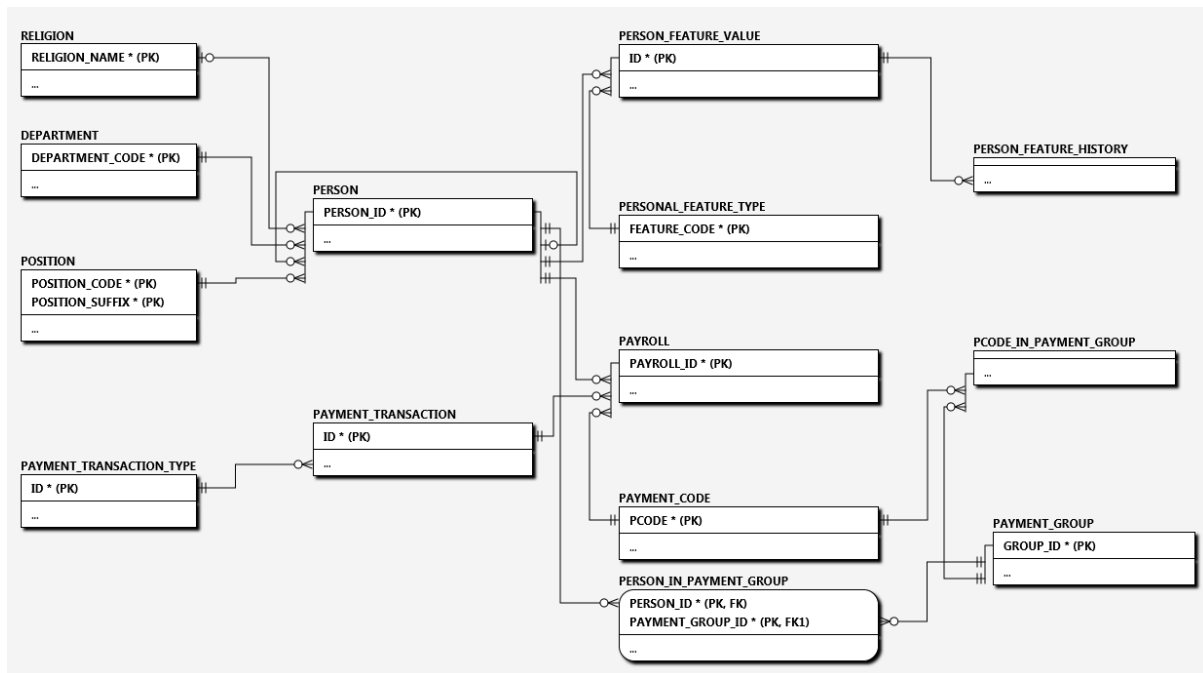 RELIGION
RELIGION_NAME * (PK)
...
DEPARTMENT
DEPARTMENT_CODE * (PK)
...
POSITION
POSITION_CODE * (PK)
POSITION_SUFFIX * (PK)
...
PAYMENT_TRANSACTION_TYPE
ID * (PK)
...
PERSON
PERSON_ID * (PK)
...
PAYMENT_TRANSACTION
ID * (PK)
...
PERSON_FEATURE_VALUE
ID * (PK)
...
PERSONAL_FEATURE_TYPE
FEATURE_CODE * (PK)
...
PAYROLL
PAYROLL_ID * (PK)
...
PAYMENT_CODE
PCODE * (PK)
...
PERSON_IN_PAYMENT_GROUP
PERSON_ID * (PK, FK)
PAYMENT_GROUP_ID * (PK, FK1)
...
PERSON_FEATURE_HISTORY
...
PCODE_IN_PAYMENT_GROUP
...
PAYMENT_GROUP
GROUP_ID * (PK)
...